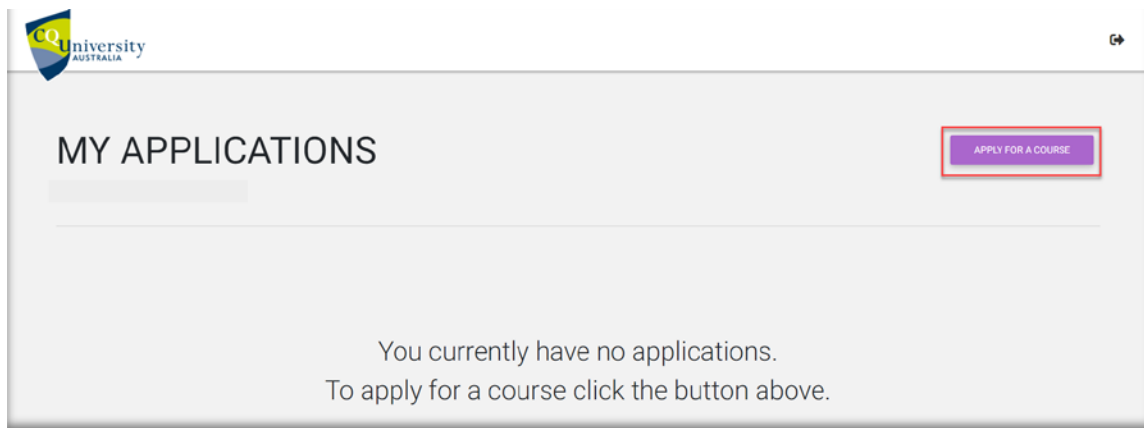 CQUniversity
AUSTRALIA
MY APPLICATIONS
APPLY FOR A COURSE
You currently have no applications.
To apply for a course click the button above.